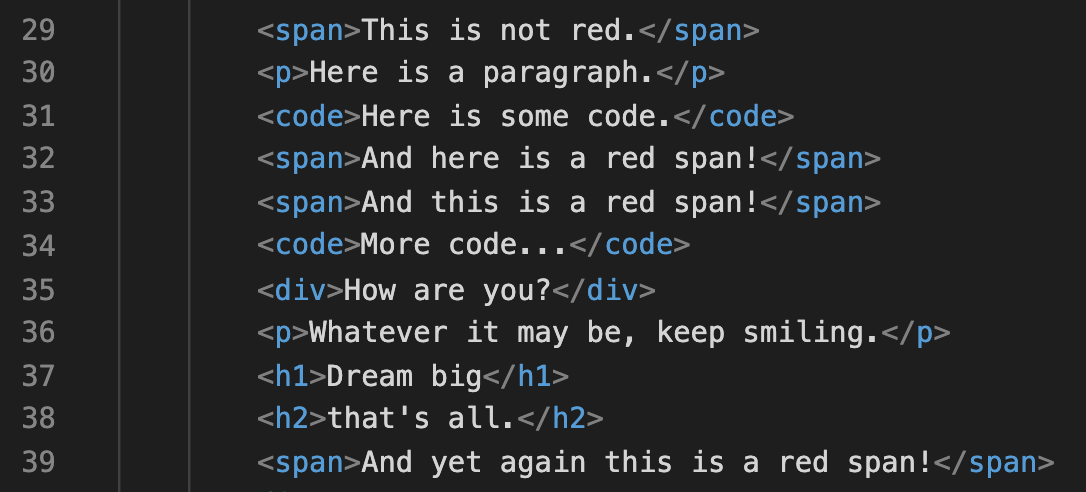 29 <span>This is not red.</span>
30 <p>Here is a paragraph.</p>
31 <code>Here is some code.</code>
32 <span>And here is a red span!</span>
33 <span>And this is a red span!</span>
34 <code>More code...</code>
35 <div>How are you?</div>
36 <p>Whatever it may be, keep smiling.</p>
37 <h1>Dream big</h1>
38 <h2>that's all.</h2>
39 <span>And yet again this is a red span!</span>